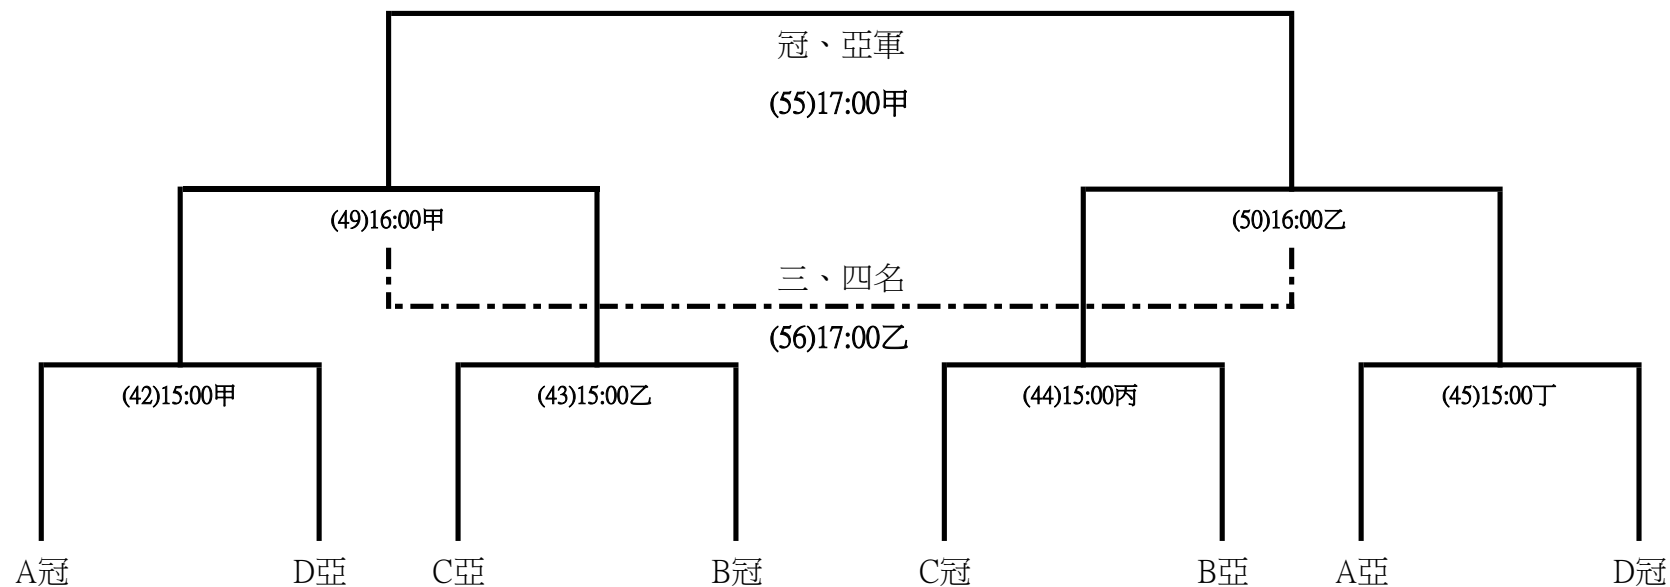 冠、亞軍
(55)17:00甲
(49)16:00甲
(50)16:00乙
三、四名
(56)17:00乙
(42)15:00甲
(43)15:00乙
(44)15:00丙
(45)15:00丁
A冠
D亞
C亞
B冠
C冠
B亞
A亞
D冠